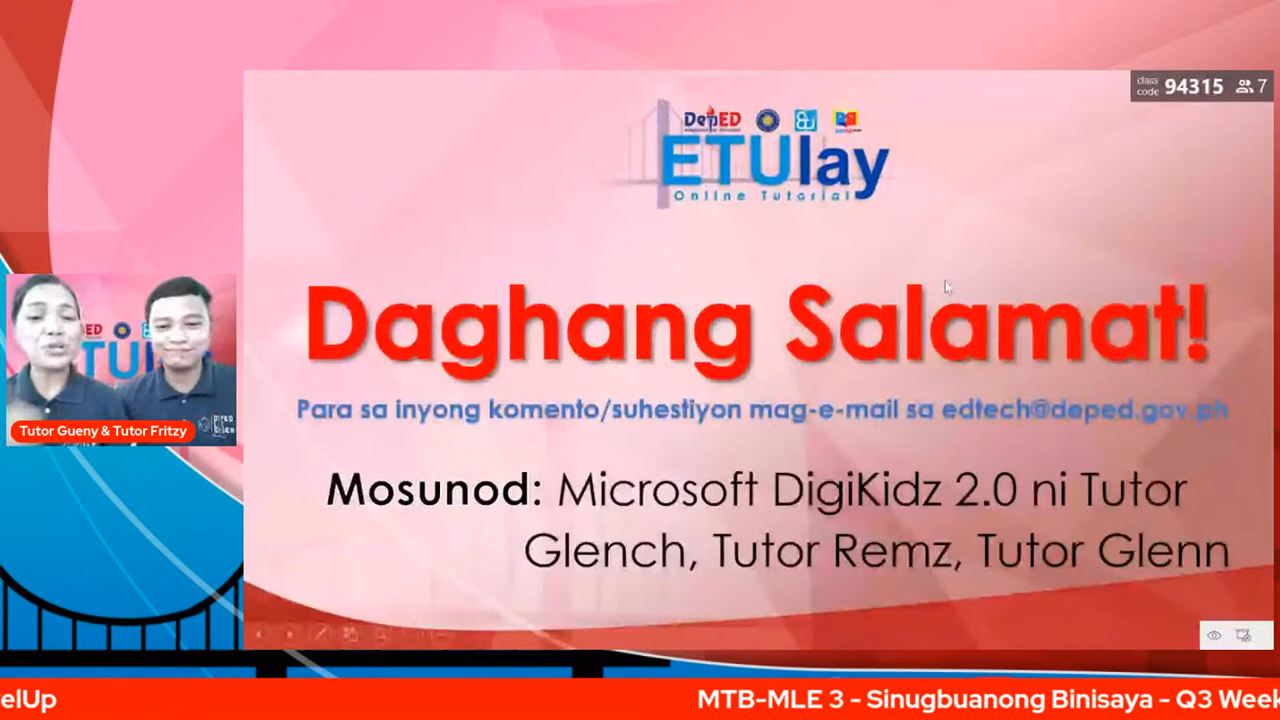 class code 94315 7
DepED
ETUlay
Online Tutorial
Daghang Salamat!
Para sa inyong komento/suhestiyon mag-e-mail sa edtech@deped.gov.ph
Mosunod: Microsoft DigiKidz 2.0 ni Tutor
Glench, Tutor Remz, Tutor Glenn
Tutor Gueny & Tutor Fritzy
elUp
MTB-MLE 3 - Sinugbuanong Binisaya - Q3 Week